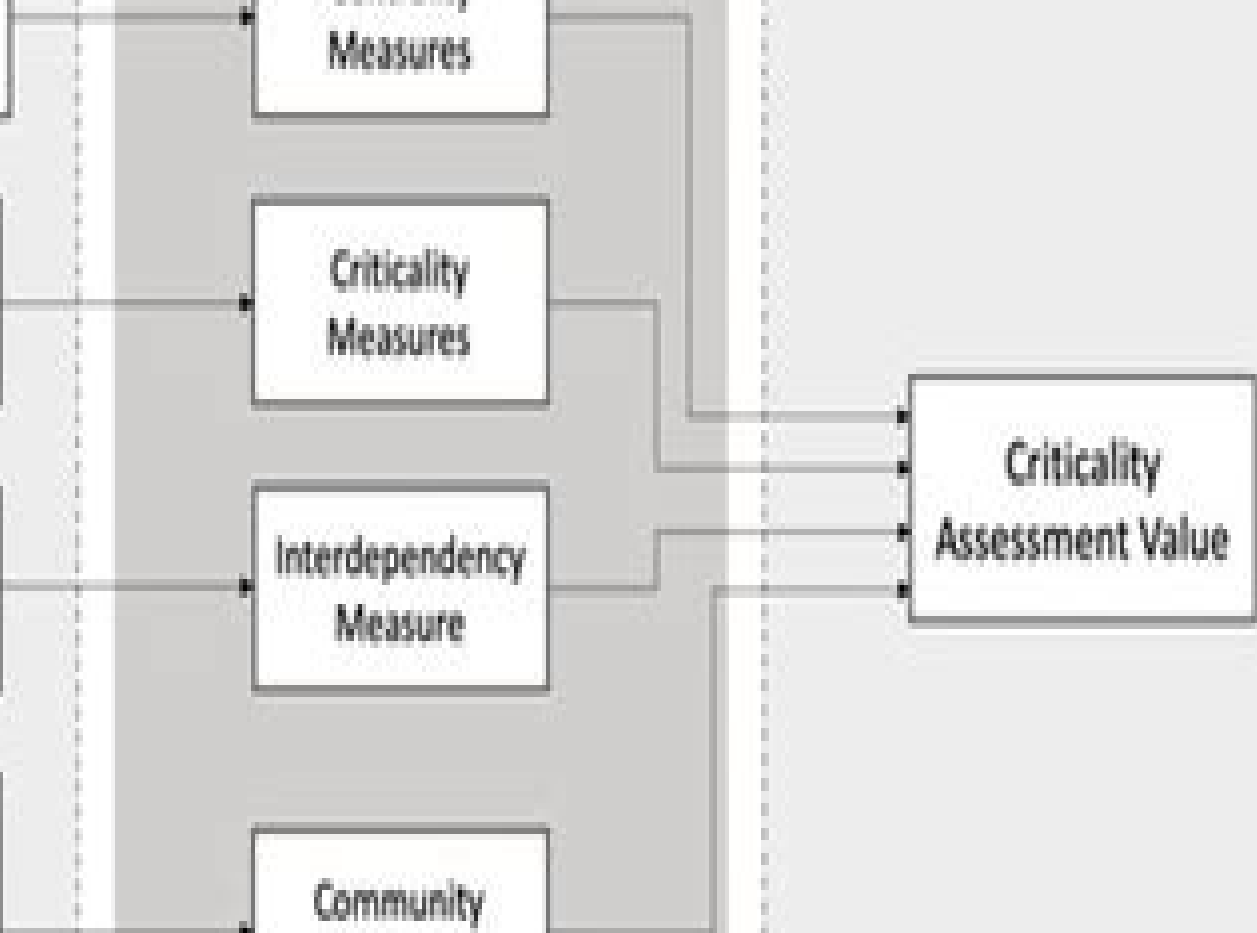 Measures
Criticality
Measures
Interdependency
Measure
Community
Criticality
Assessment Value